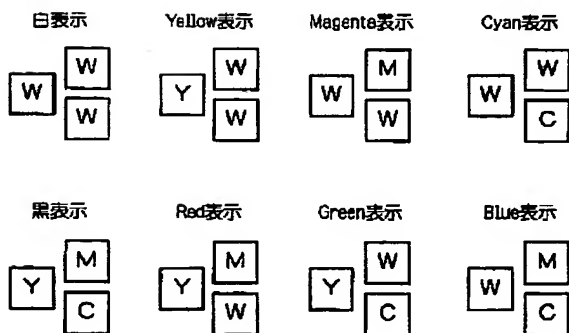 白表示 Yellow表示 Magenta表示 Cyan表示
W W M W
W Y W W
W W W C
黒表示 Red表示 Green表示 Blue表示
M M W M
Y Y Y W
C W C C